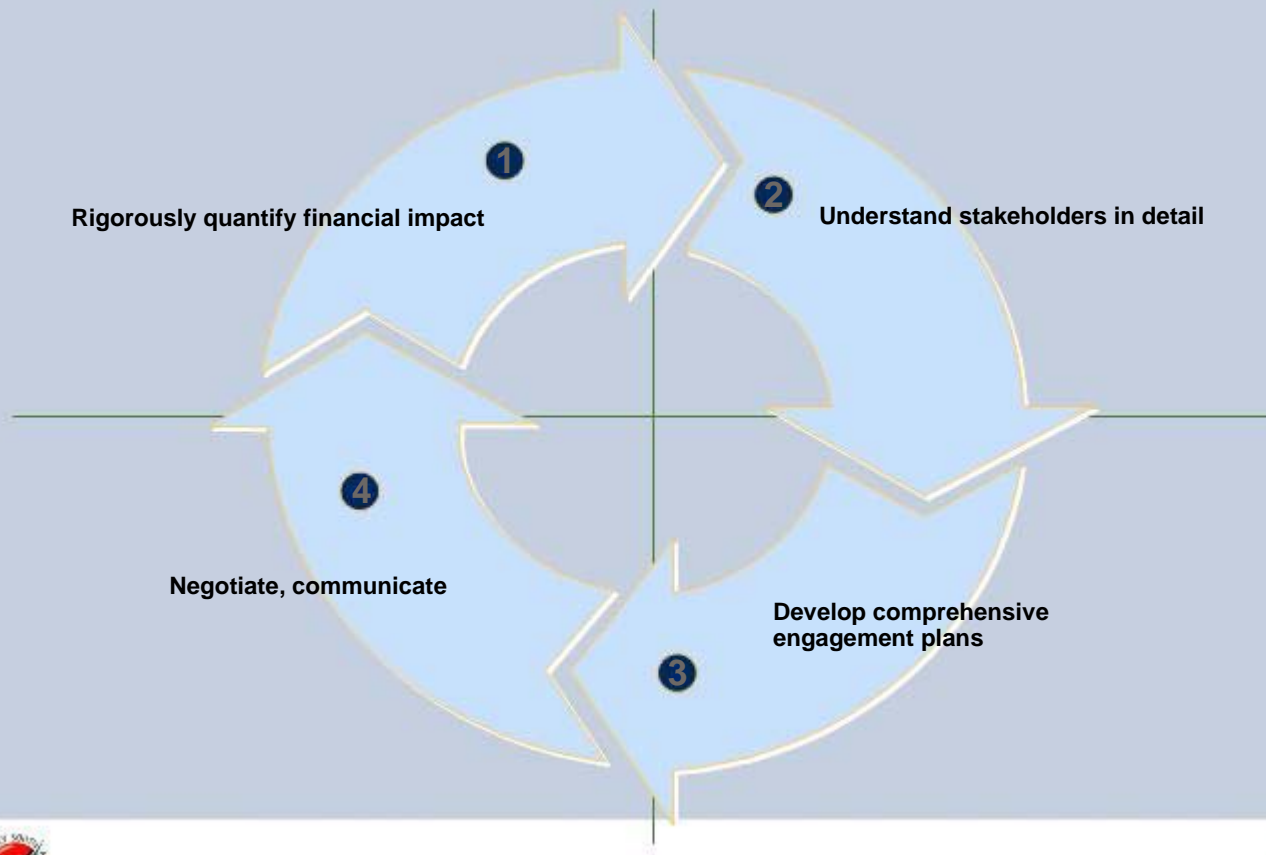 1
Rigorously quantify financial impact
2
Understand stakeholders in detail
3
Develop comprehensive
engagement plans
4
Negotiate, communicate